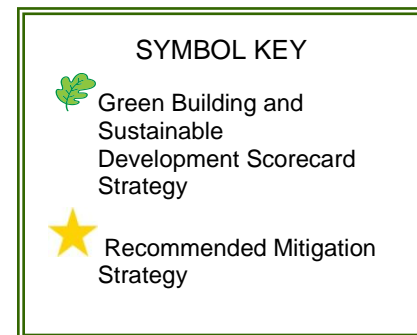 SYMBOL KEY
Green Building and
Sustainable
Development Scorecard
Strategy
Recommended Mitigation
Strategy